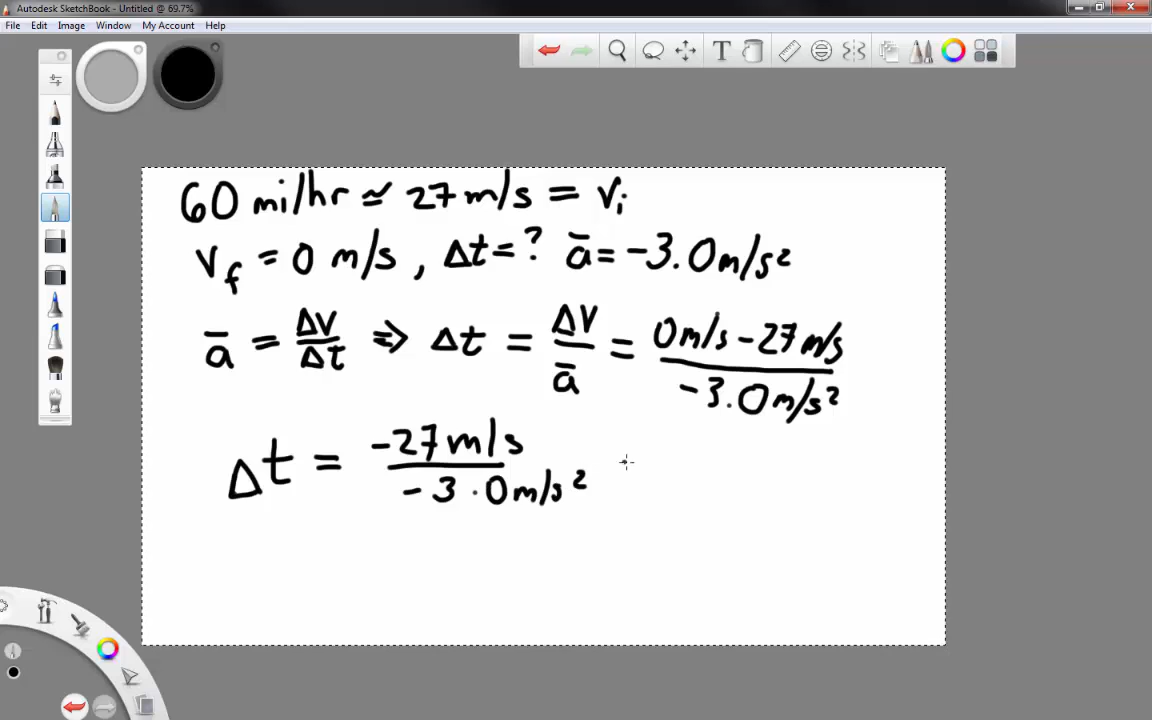 Autodesk SketchBook - Untitled @ 69.7%
File Edit Image Window My Account Help
T
60 mi/hr ≃ 27 m/s = vᵢ
v_f = 0 m/s, Δt = ? ā = -3.0 m/s²
ā = Δv/Δt ⇒ Δt = Δv/ā = (0 m/s - 27 m/s)/(-3.0 m/s²)
Δt = (-27 m/s)/(-3.0 m/s²)